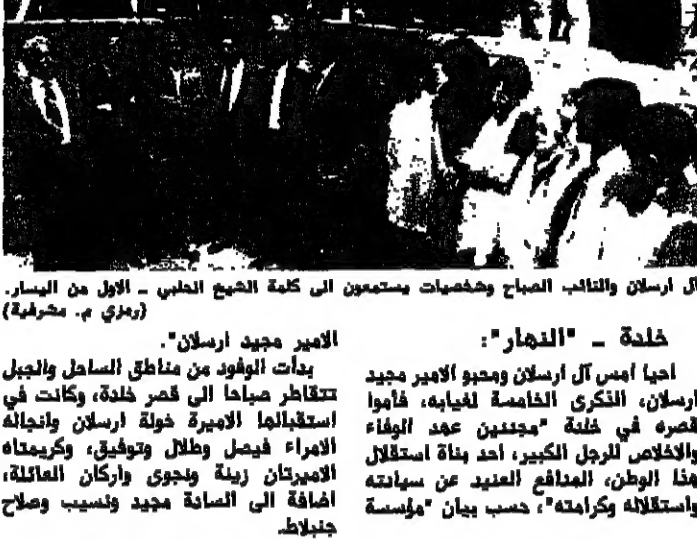 آل ارسلان والنائب الصباح وشخصيات يستمعون الى كلمة الشيخ الحلبي ـ الاول من اليسار.
(رمزي م. مشرفية)
خلدة ـ "النهار":
احيا امس آل ارسلان ومحبو الامير مجيد
ارسلان، الذكرى الخامسة لغيابه، فأموا
قصره في خلدة "مجددين عهد الوفاء
والاخلاص للرجل الكبير، احد بناة استقلال
هذا الوطن، المدافع العنيد عن سيادته
واستقلاله وكرامته"، حسب بيان "مؤسسة
الامير مجيد ارسلان".
بدأت الوفود من مناطق الساحل والجبل
تتقاطر صباحا الى قصر خلدة، وكانت في
استقبالها الاميرة خولة ارسلان وانجاله
الامراء فيصل وطلال وتوفيق، وكريمتاه
الاميرتان زينة ونجوى واركان العائلة،
اضافة الى السادة مجيد ونسيب وصلاح
جنبلاط.